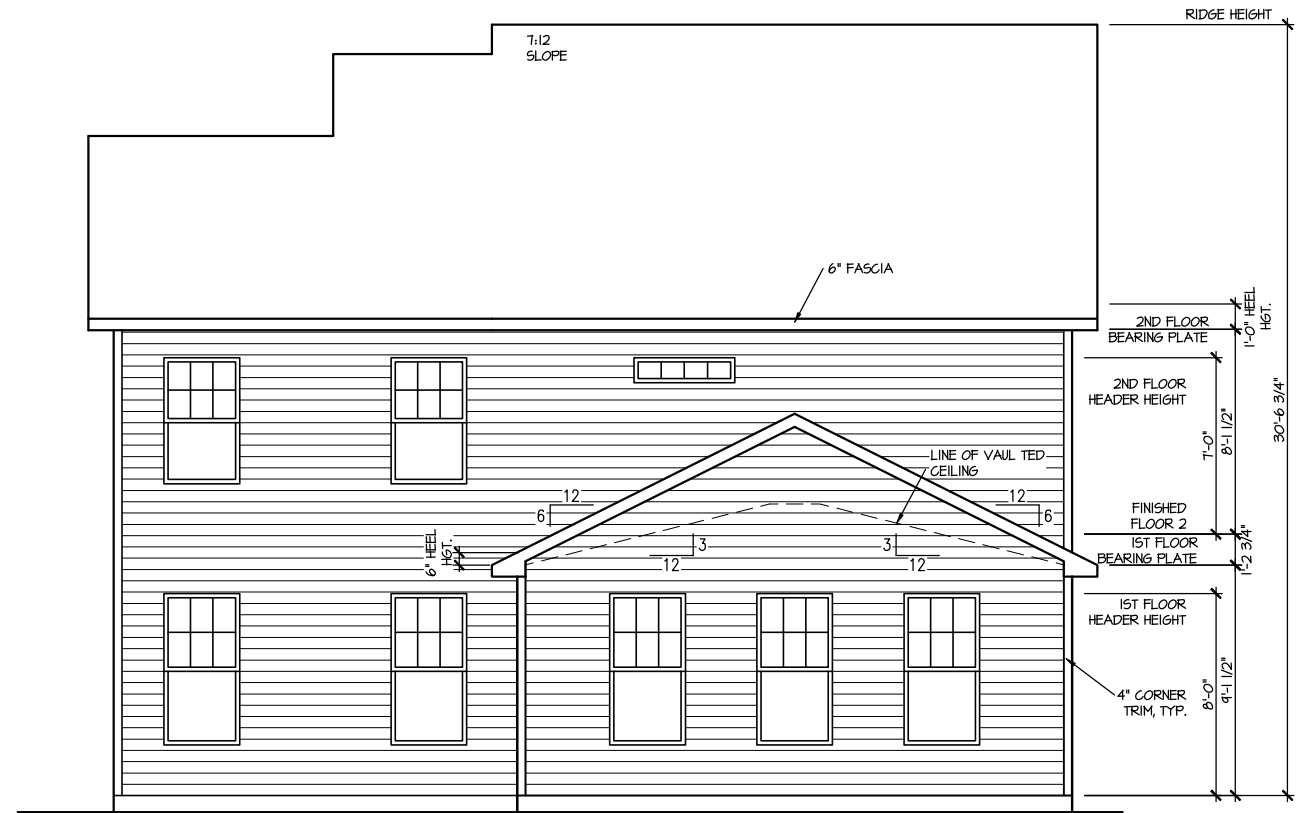 RIDGE HEIGHT
7:12
SLOPE
6" FASCIA
1'-0" HEEL
HGT.
2ND FLOOR
BEARING PLATE
2ND FLOOR
HEADER HEIGHT
7'-0"
8'-1 1/2"
30'-6 3/4"
LINE OF VAUL TED
CEILING
12
6
12
6
FINISHED
FLOOR 2
1ST FLOOR
BEARING PLATE
1'-2 3/4"
6" HEEL
HGT.
3
12
3
12
1ST FLOOR
HEADER HEIGHT
4" CORNER
TRIM, TYP.
8'-0"
9'-1 1/2"